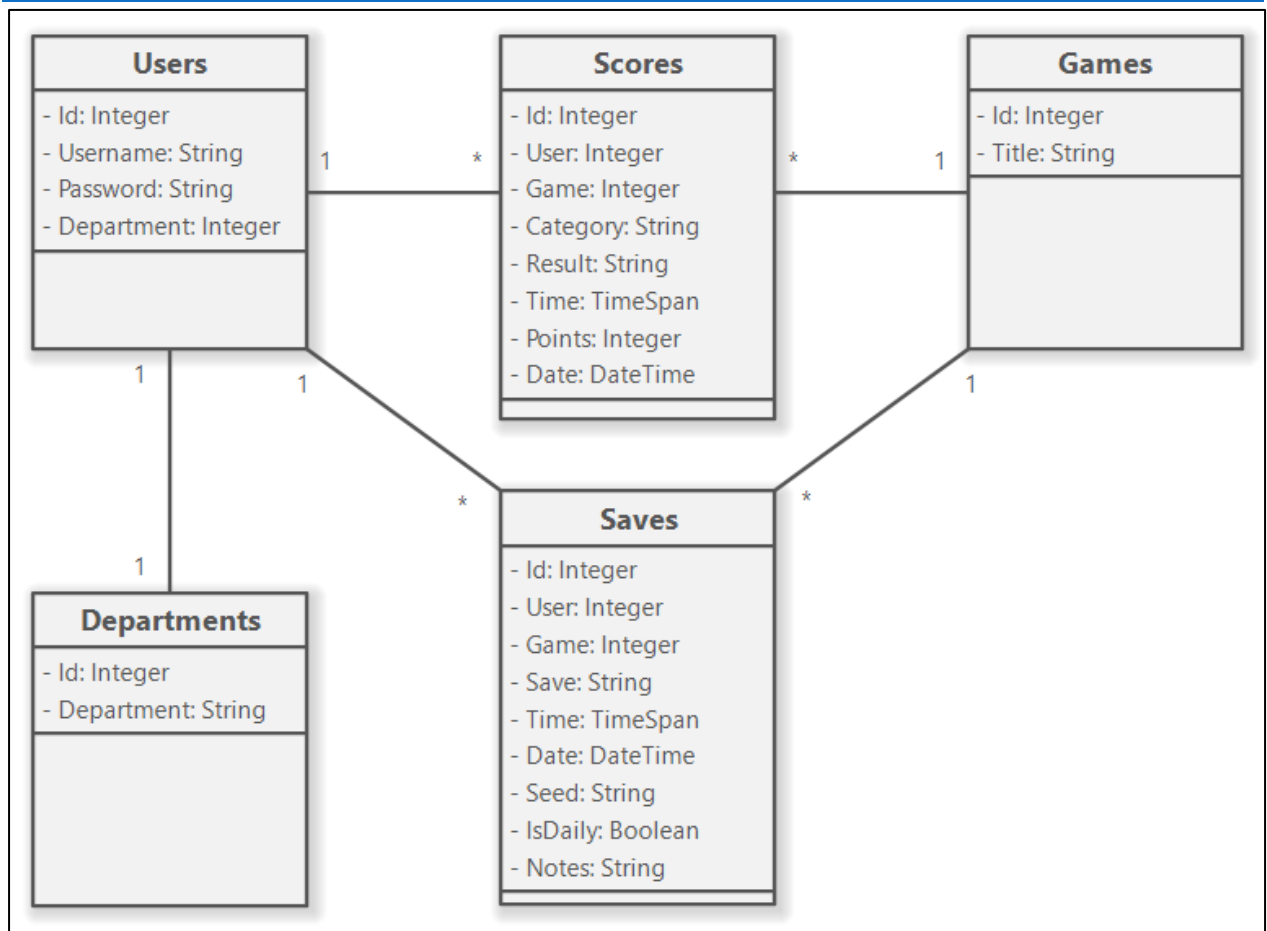 Users
- Id: Integer
- Username: String
- Password: String
- Department: Integer
1
*
Scores
- Id: Integer
- User: Integer
- Game: Integer
- Category: String
- Result: String
- Time: TimeSpan
- Points: Integer
- Date: DateTime
*
1
Games
- Id: Integer
- Title: String
1
1
1
*
*
1
Departments
- Id: Integer
- Department: String
Saves
- Id: Integer
- User: Integer
- Game: Integer
- Save: String
- Time: TimeSpan
- Date: DateTime
- Seed: String
- IsDaily: Boolean
- Notes: String